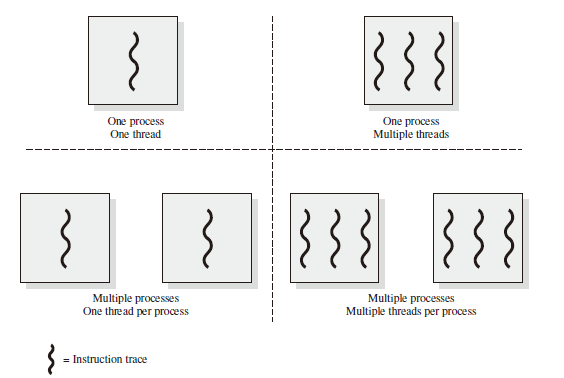 One process
One thread
One process
Multiple threads
Multiple processes
One thread per process
Multiple processes
Multiple threads per process
= Instruction trace